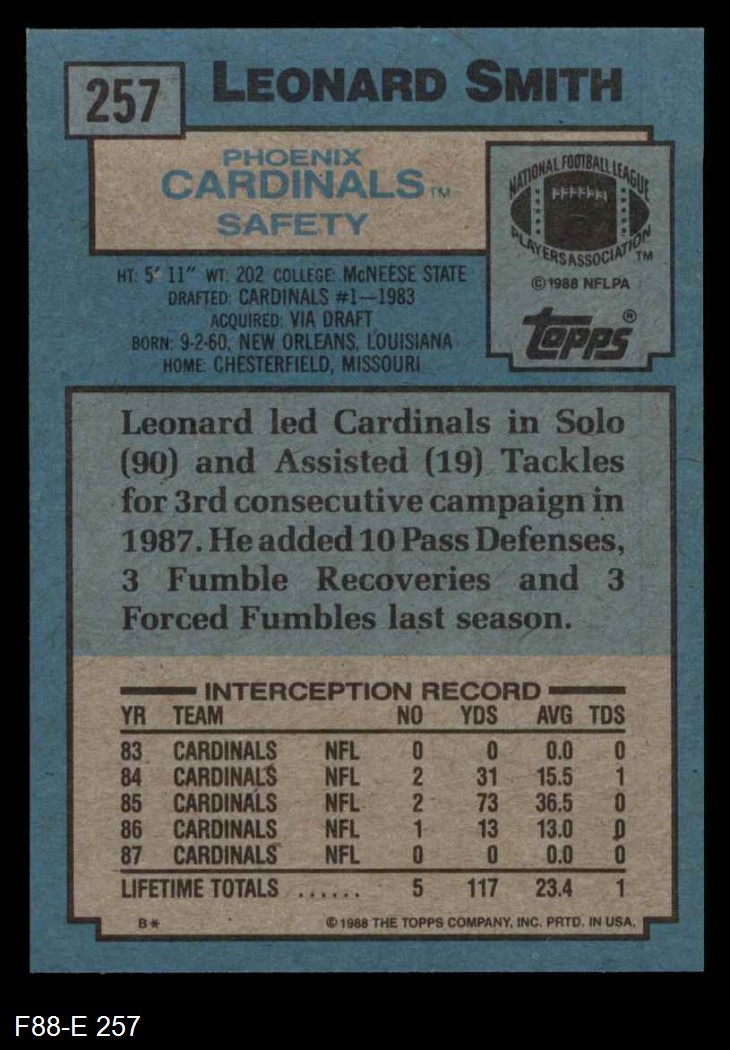 257
LEONARD SMITH
PHOENIX
CARDINALS™
SAFETY
NATIONAL FOOTBALL LEAGUE
PLAYERS ASSOCIATION™
©1988 NFLPA
topps®
HT: 5' 11" WT: 202 COLLEGE: McNEESE STATE
DRAFTED: CARDINALS #1—1983
ACQUIRED: VIA DRAFT
BORN: 9-2-60, NEW ORLEANS, LOUISIANA
HOME: CHESTERFIELD, MISSOURI
Leonard led Cardinals in Solo
(90) and Assisted (19) Tackles
for 3rd consecutive campaign in
1987. He added 10 Pass Defenses,
3 Fumble Recoveries and 3
Forced Fumbles last season.
INTERCEPTION RECORD
YR TEAM NO YDS AVG TDS
83 CARDINALS NFL 0 0 0.0 0
84 CARDINALS NFL 2 31 15.5 1
85 CARDINALS NFL 2 73 36.5 0
86 CARDINALS NFL 1 13 13.0 0
87 CARDINALS NFL 0 0 0.0 0
LIFETIME TOTALS ...... 5 117 23.4 1
B* ©1988 THE TOPPS COMPANY, INC. PRTD. IN USA.
F88-E 257